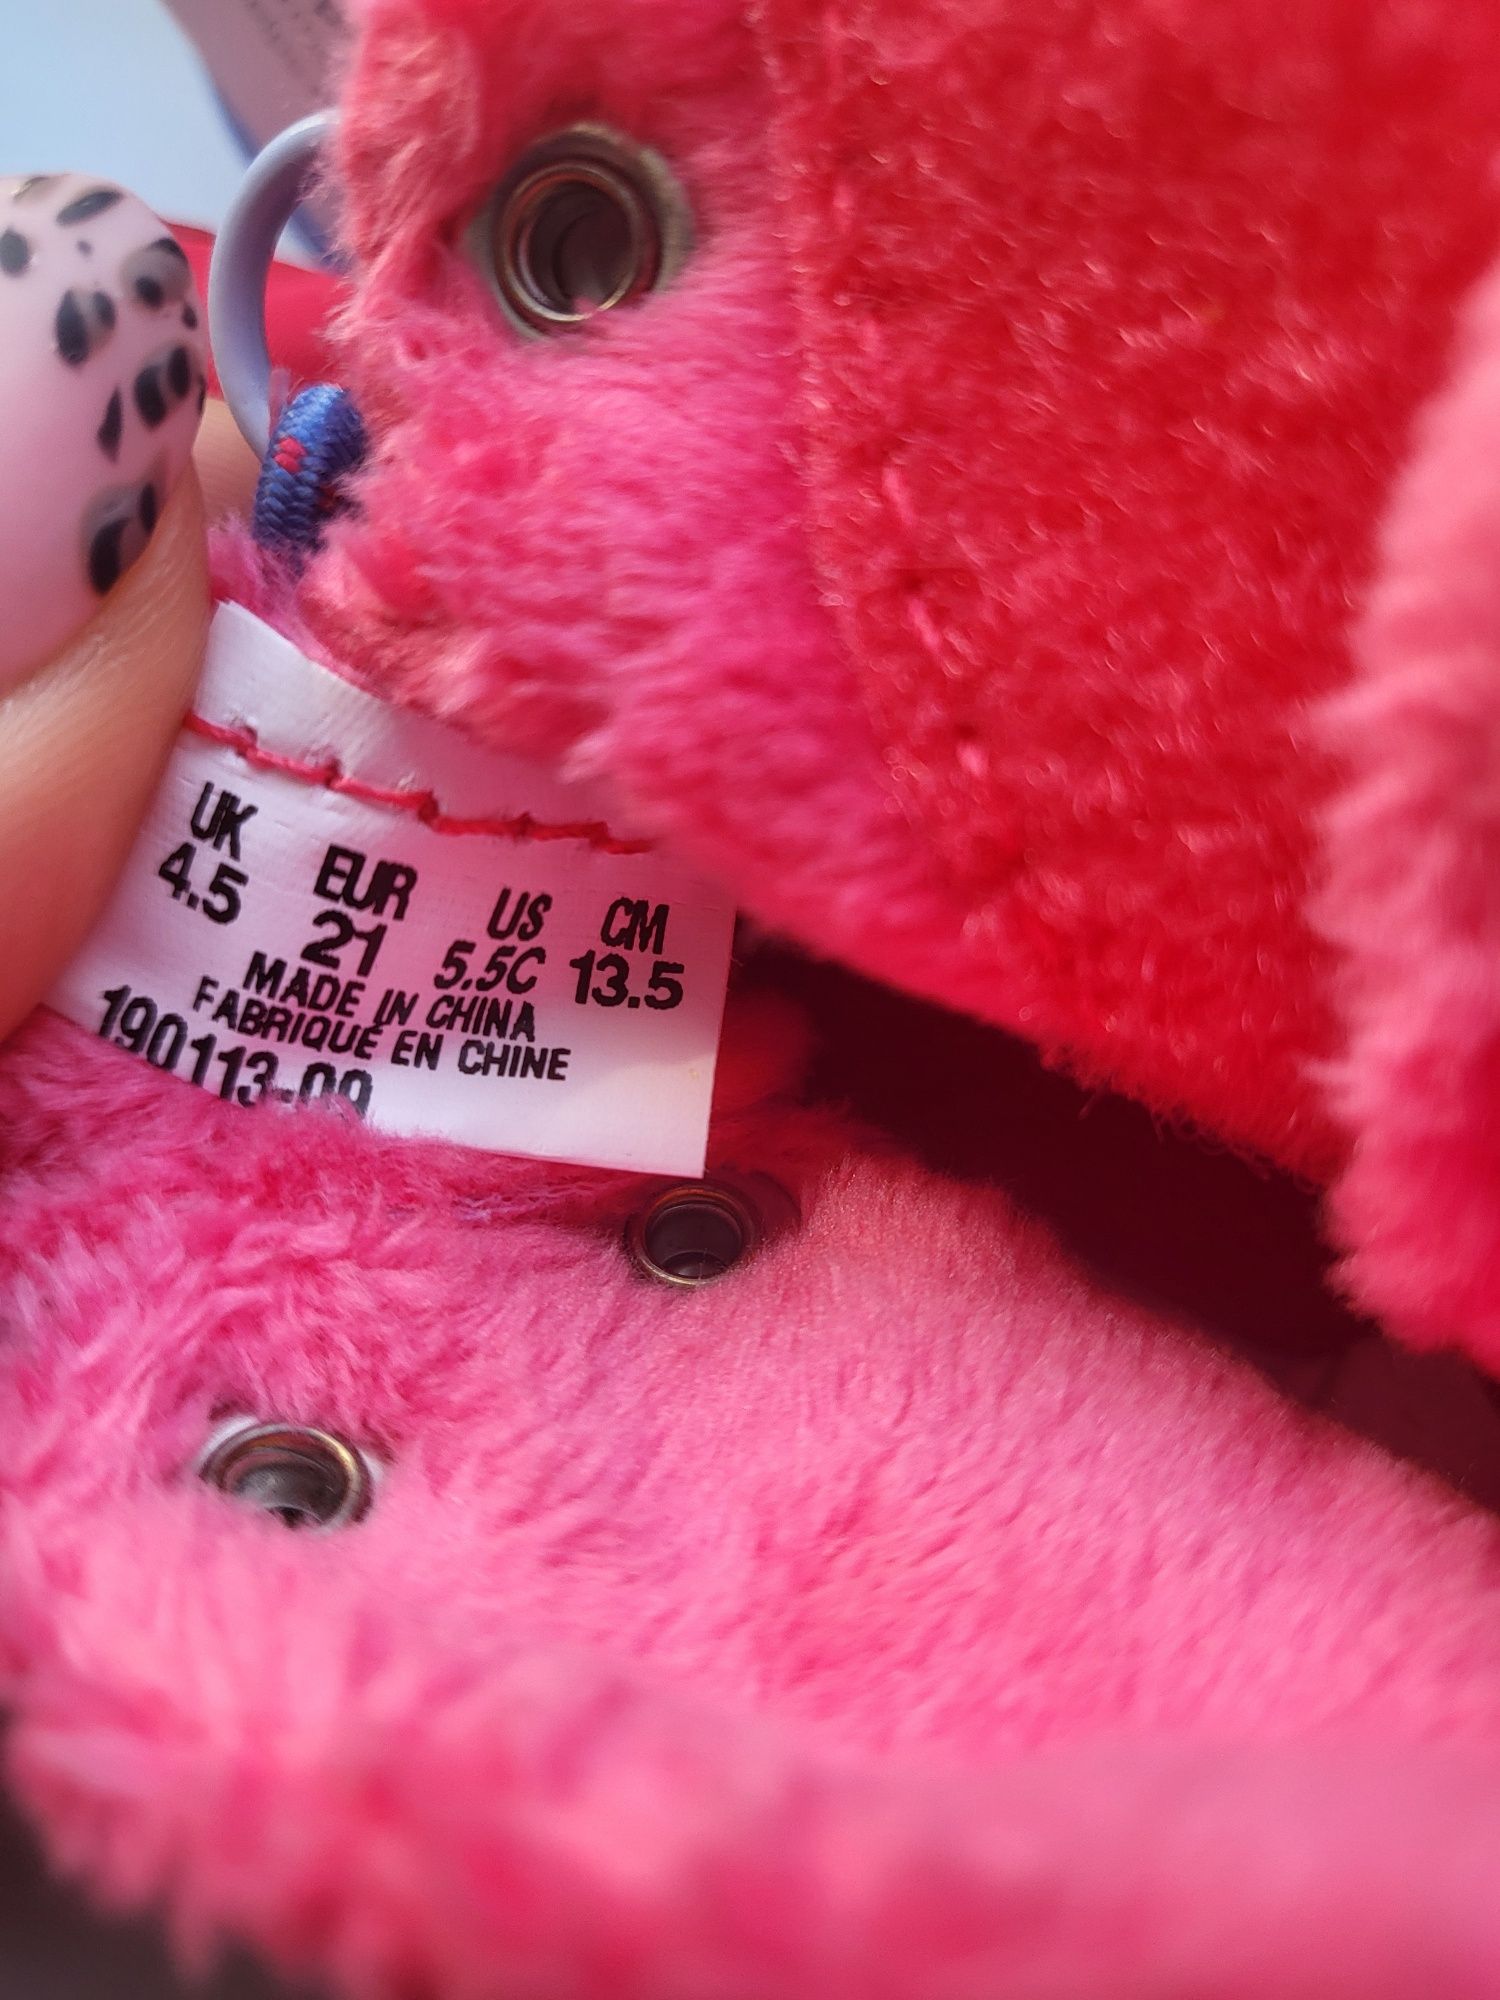 UK EUR US CM
4.5 21 5.5C 13.5
MADE IN CHINA
FABRIQUÉ EN CHINE
190113-09